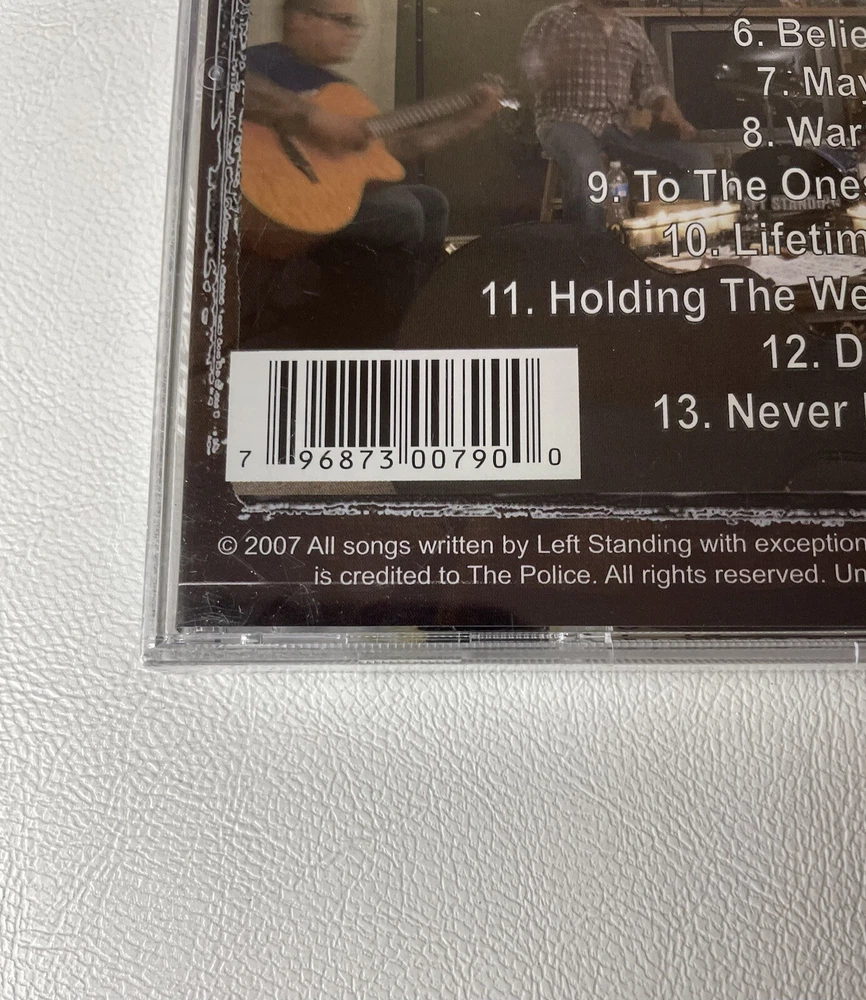 6. Belie
7. May
8. War
9. To The Ones
10. Lifetim
11. Holding The We
12. D
13. Never
7 96873 00790 0
© 2007 All songs written by Left Standing with exception
is credited to The Police. All rights reserved. Un